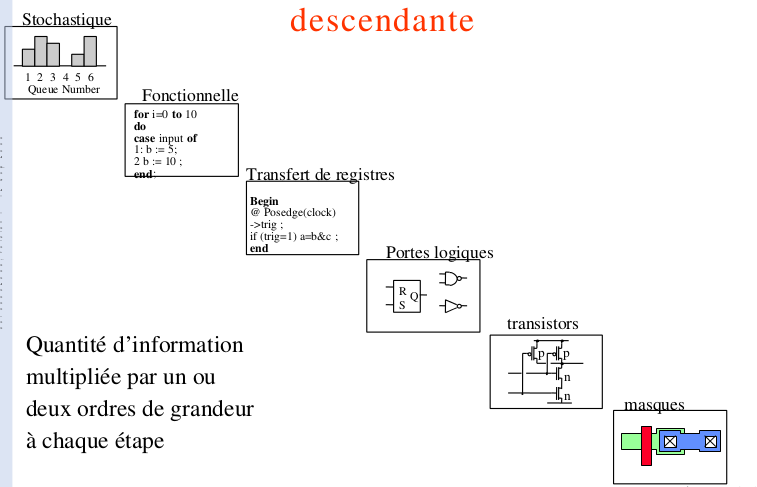 descendante
Stochastique
1 2 3 4 5 6
Queue Number
Fonctionnelle
for i=0 to 10
do
case input of
1: b := 5;
2 b := 10 ;
end;
Transfert de registres
Begin
@ Posedge(clock)
->trig ;
if (trig=1) a=b&c ;
end
Portes logiques
R
Q
S
transistors
p p
n
n
masques
Quantité d’information
multipliée par un ou
deux ordres de grandeur
à chaque étape